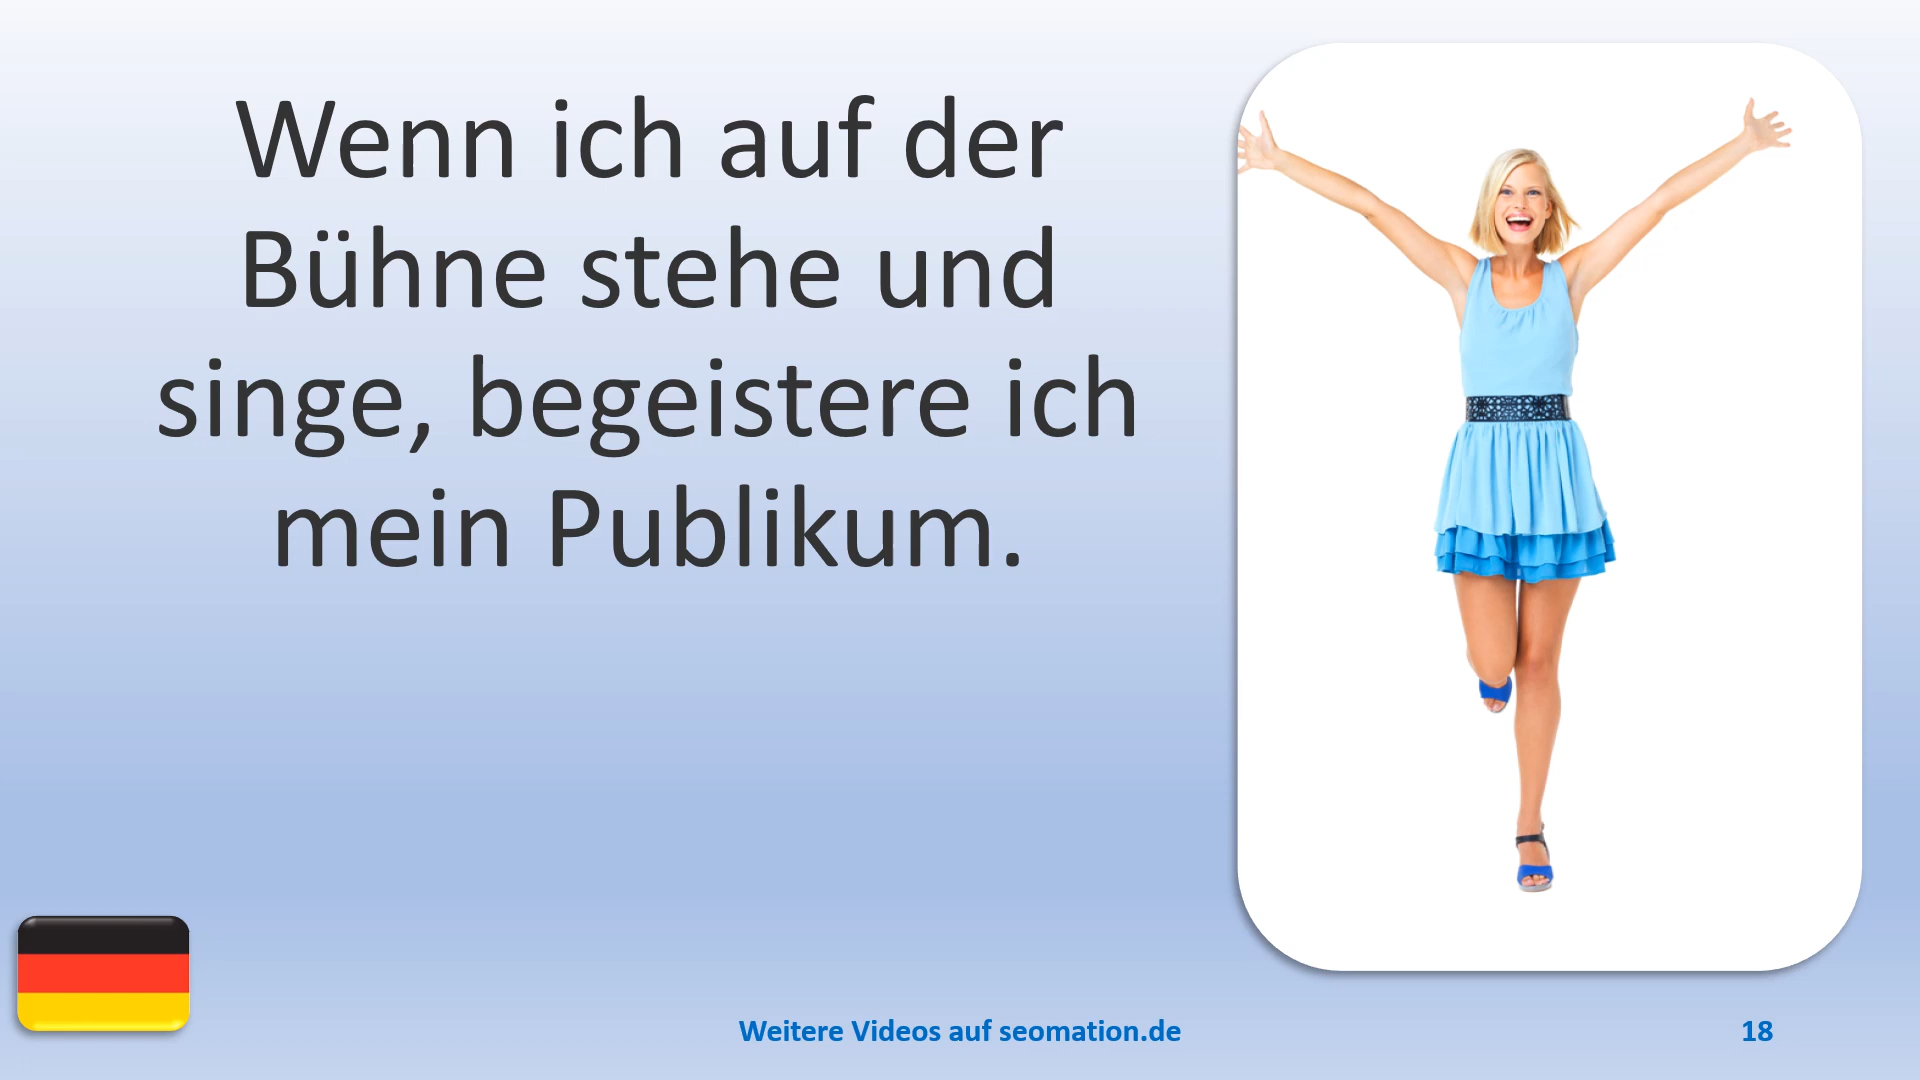 Wenn ich auf der
Bühne stehe und
singe, begeistere ich
mein Publikum.
Weitere Videos auf seomation.de
18